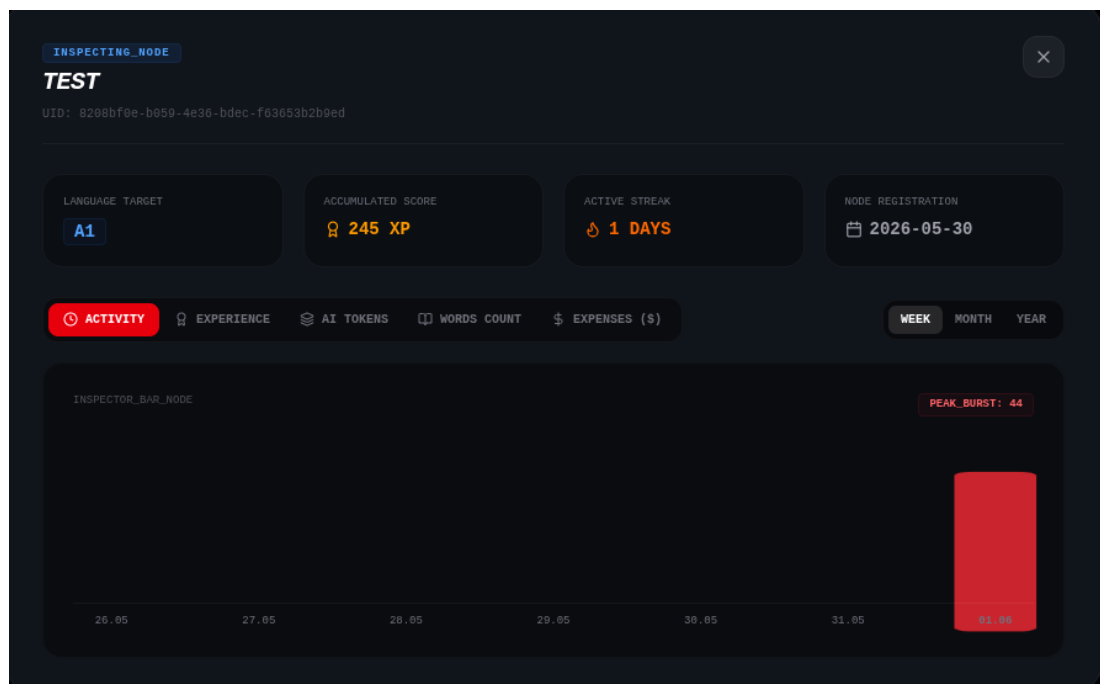 INSPECTING_NODE
TEST
UID: 8208bf0e-b059-4e36-bdec-f63653b2b9ed
LANGUAGE TARGET
A1
ACCUMULATED SCORE
245 XP
ACTIVE STREAK
1 DAYS
NODE REGISTRATION
2026-05-30
ACTIVITY EXPERIENCE AI TOKENS WORDS COUNT EXPENSES ($)
WEEK MONTH YEAR
INSPECTOR_BAR_NODE
PEAK_BURST: 44
26.05 27.05 28.05 29.05 30.05 31.05 01.06